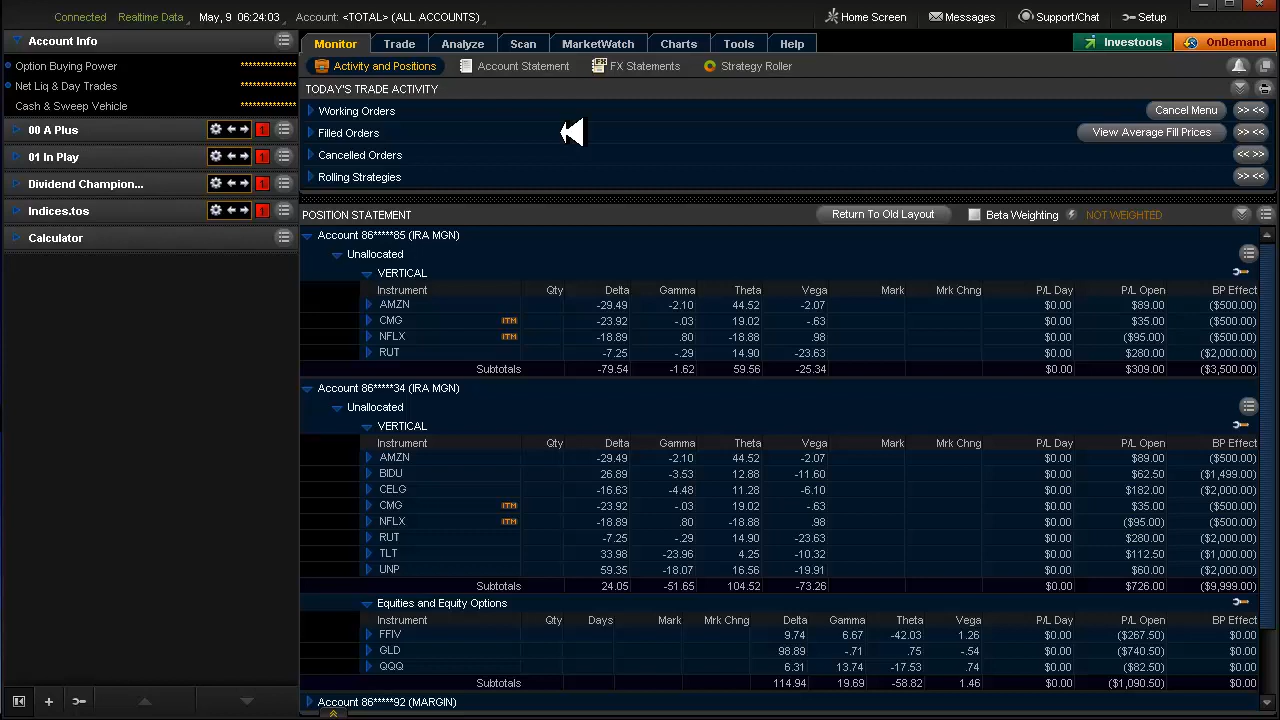 Connected Realtime Data May, 9 06:24:03 Account: <TOTAL> (ALL ACCOUNTS) Home Screen Messages Support/Chat Setup
Account Info
Option Buying Power *************
Net Liq & Day Trades *************
Cash & Sweep Vehicle *************
00 A Plus 1
01 In Play 1
Dividend Champion... 1
Indices.tos 1
Calculator
Monitor Trade Analyze Scan MarketWatch Charts Tools Help Investools OnDemand
Activity and Positions Account Statement FX Statements Strategy Roller
TODAY'S TRADE ACTIVITY
Working Orders Cancel Menu >> <<
Filled Orders View Average Fill Prices >> <<
Cancelled Orders << >>
Rolling Strategies >> <<
POSITION STATEMENT Return To Old Layout Beta Weighting NOT WEIGHTED
Account 86*****85 (IRA MGN)
Unallocated
VERTICAL
Instrument Qty Delta Gamma Theta Vega Mark Mrk Chng P/L Day P/L Open BP Effect
AMZN -29.49 -2.10 44.52 -2.07 $0.00 $89.00 ($500.00)
CMG ITM -23.92 -.03 19.02 -.63 $0.00 $35.00 ($500.00)
NFLX ITM -18.89 .80 -18.88 .98 $0.00 ($95.00) ($500.00)
RUT -7.25 -.29 14.90 -23.63 $0.00 $280.00 ($2,000.00)
Subtotals -79.54 -1.62 59.56 -25.35 $0.00 $309.00 ($3,500.00)
Account 86*****34 (IRA MGN)
Unallocated
VERTICAL
Instrument Qty Delta Gamma Theta Vega Mark Mrk Chng P/L Day P/L Open BP Effect
AMZN -29.49 -2.10 44.52 -2.07 $0.00 $89.00 ($500.00)
BIDU 26.89 -3.53 12.88 -11.60 $0.00 $62.50 ($1,499.00)
CELG -16.63 -4.48 11.28 -6.10 $0.00 $182.00 ($2,000.00)
CMG ITM -23.92 -.03 19.02 -.63 $0.00 $35.00 ($500.00)
NFLX ITM -18.89 .80 -18.88 .98 $0.00 ($95.00) ($500.00)
RUT -7.25 -.29 14.90 -23.63 $0.00 $280.00 ($2,000.00)
TLT 33.98 -23.96 4.25 -10.32 $0.00 $112.50 ($1,000.00)
UNP 59.35 -18.07 16.56 -19.91 $0.00 $60.00 ($2,000.00)
Subtotals 24.05 -51.65 104.52 -73.26 $0.00 $726.00 ($9,999.00)
Equities and Equity Options
Instrument Qty Days Mark Mrk Chng Delta Gamma Theta Vega P/L Day P/L Open BP Effect
9.74 6.67 1.26 $0.00 ($267.50) $0.00
GLD 98.89 -.71 .75 -.54 $0.00 ($740.50) $0.00
QQQ 6.31 13.74 -17.53 .74 $0.00 ($82.50) $0.00
Subtotals 114.94 19.69 -58.82 1.46 $0.00 ($1,090.50) $0.00
Account 86*****92 (MARGIN)